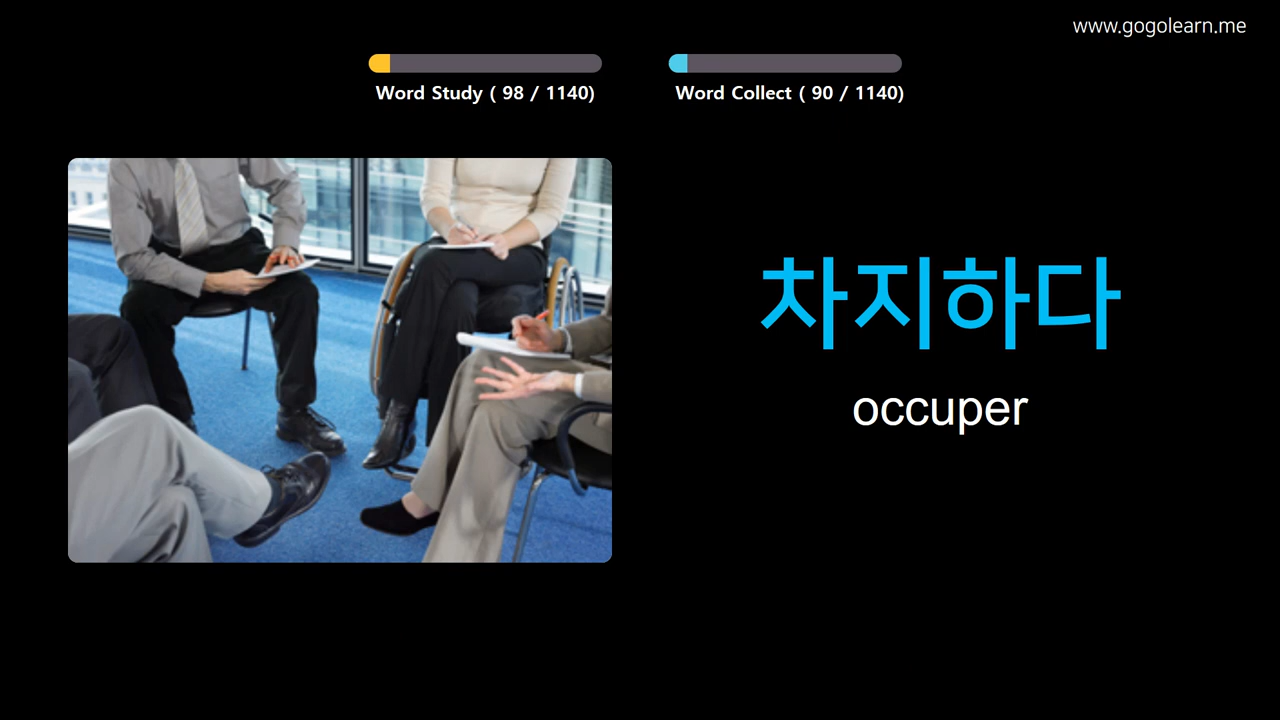 www.gogolearn.me
Word Study ( 98 / 1140)
Word Collect ( 90 / 1140)
차지하다
occuper